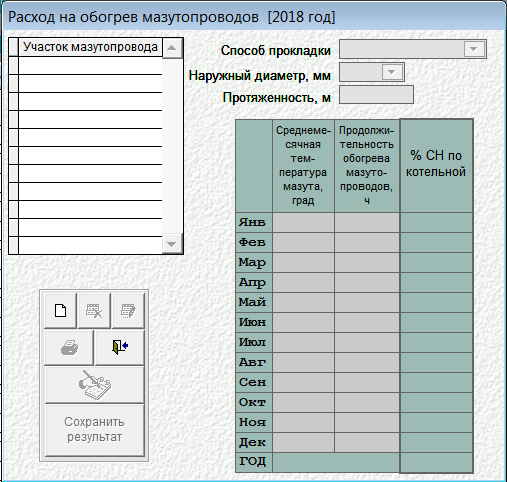 Расход на обогрев мазутопроводов [2018 год]
Участок мазутопровода
Способ прокладки
Наружный диаметр, мм
Протяженность, м
Среднеме-
сячная
тем-
пература
мазута,
град
Продолжи-
тельность
обогрева
мазуто-
проводов,
ч
% СН по
котельной
Янв
Фев
Мар
Апр
Май
Июн
Июл
Авг
Сен
Окт
Ноя
Дек
ГОД
Сохранить
результат